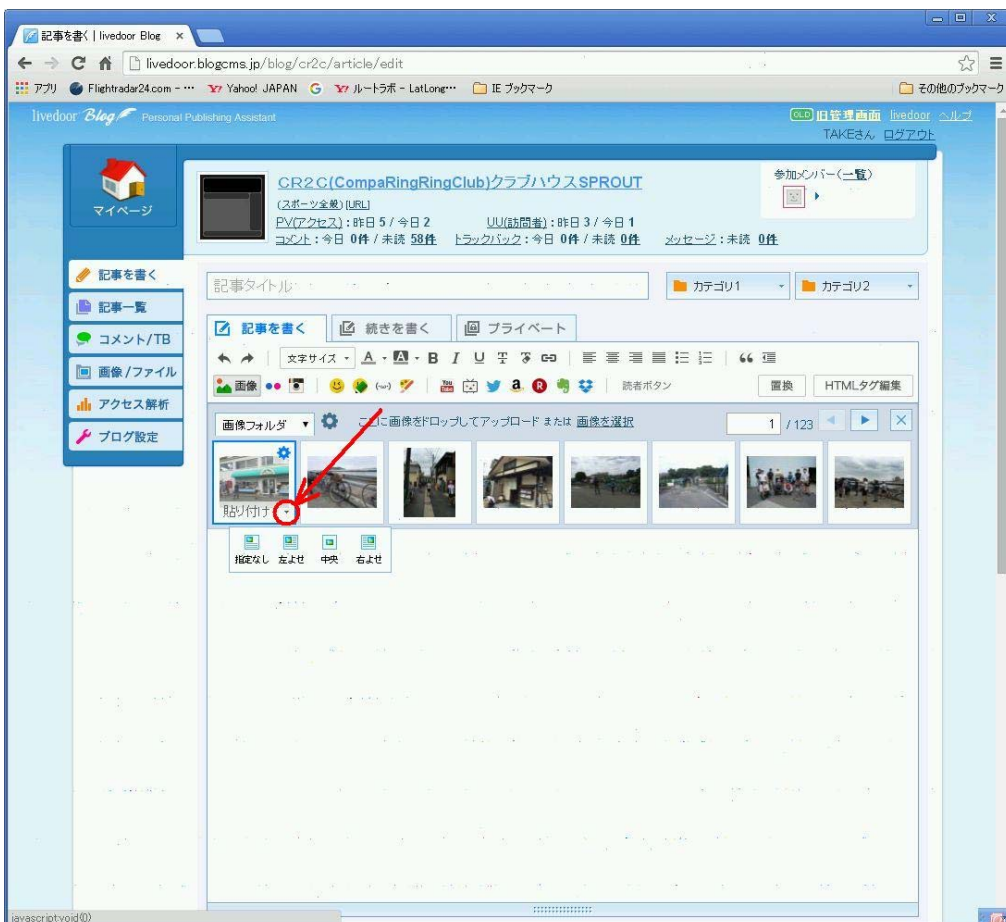 記事を書く | livedoor Blog
livedoor.blogcms.jp/blog/cr2c/article/edit
アプリ Flightradar24.com - … Yahoo! JAPAN ルートラボ - LatLong… IE ブックマーク その他のブックマーク
livedoor Blog Personal Publishing Assistant OLD 旧管理画面 livedoor ヘルプ
TAKEさん ログアウト
マイページ
CR2C(CompaRingRingClub)クラブハウスSPROUT
(スポーツ全般) [URL]
PV(アクセス):昨日 5 / 今日 2 UU(訪問者):昨日 3 / 今日 1
コメント:今日 0件 / 未読 58件 トラックバック:今日 0件 / 未読 0件 メッセージ:未読 0件
参加メンバー(一覧)
記事を書く
記事一覧
コメント/TB
画像/ファイル
アクセス解析
ブログ設定
記事タイトル カテゴリ1 カテゴリ2
記事を書く 続きを書く プライベート
文字サイズ A A B I U T
画像 You Tube a R 読者ボタン 置換 HTMLタグ編集
画像フォルダ ここに画像をドロップしてアップロード または 画像を選択 1 / 123
貼り付け
指定なし 左よせ 中央 右よせ
javascript:void(0)